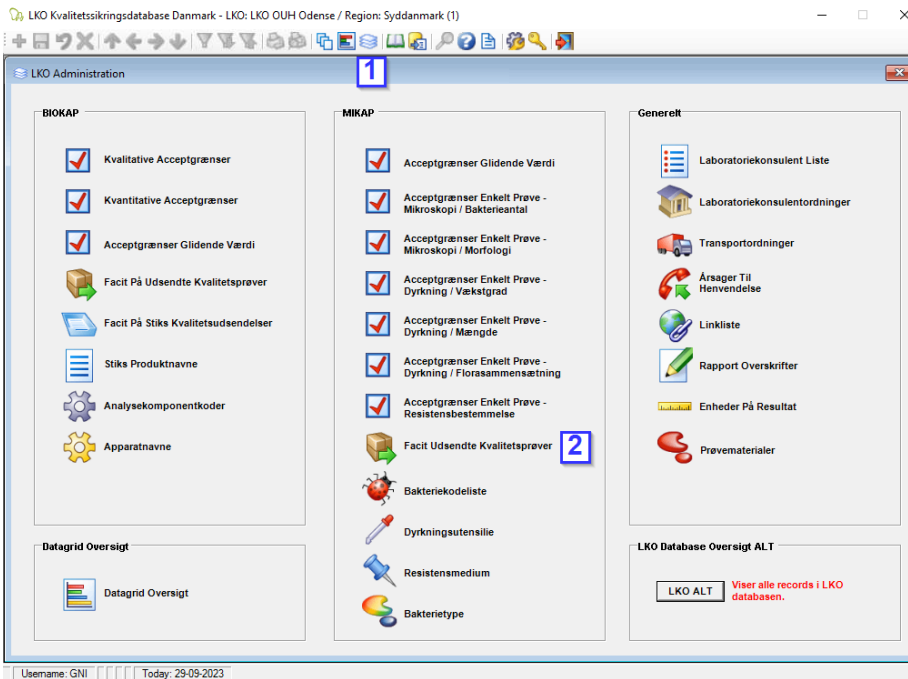 LKO Kvalitetssikringsdatabase Danmark - LKO: LKO OUH Odense / Region: Syddanmark (1)
1
LKO Administration
BIOKAP
Kvalitative Acceptgrænser
Kvantitative Acceptgrænser
Acceptgrænser Glidende Værdi
Facit På Udsendte Kvalitetsprøver
Facit På Stiks Kvalitetsudsendelser
Stiks Produktnavne
Analysekomponentkoder
Apparatnavne
Datagrid Oversigt
Datagrid Oversigt
MIKAP
Acceptgrænser Glidende Værdi
Acceptgrænser Enkelt Prøve -
Mikroskopi / Bakterieantal
Acceptgrænser Enkelt Prøve -
Mikroskopi / Morfologi
Acceptgrænser Enkelt Prøve -
Dyrkning / Vækstgrad
Acceptgrænser Enkelt Prøve -
Dyrkning / Mængde
Acceptgrænser Enkelt Prøve -
Dyrkning / Florasammensætning
Acceptgrænser Enkelt Prøve -
Resistensbestemmelse
Facit Udsendte Kvalitetsprøver 2
Bakteriekodeliste
Dyrkningsutensilie
Resistensmedium
Bakterietype
Generelt
Laboratoriekonsulent Liste
Laboratoriekonsulentordninger
Transportordninger
Årsager Til
Henvendelse
Linkliste
Rapport Overskrifter
Enheder På Resultat
Prøvematerialer
LKO Database Oversigt ALT
LKO ALT
Viser alle records i LKO
databasen.
Username: GNI
Today: 29-09-2023